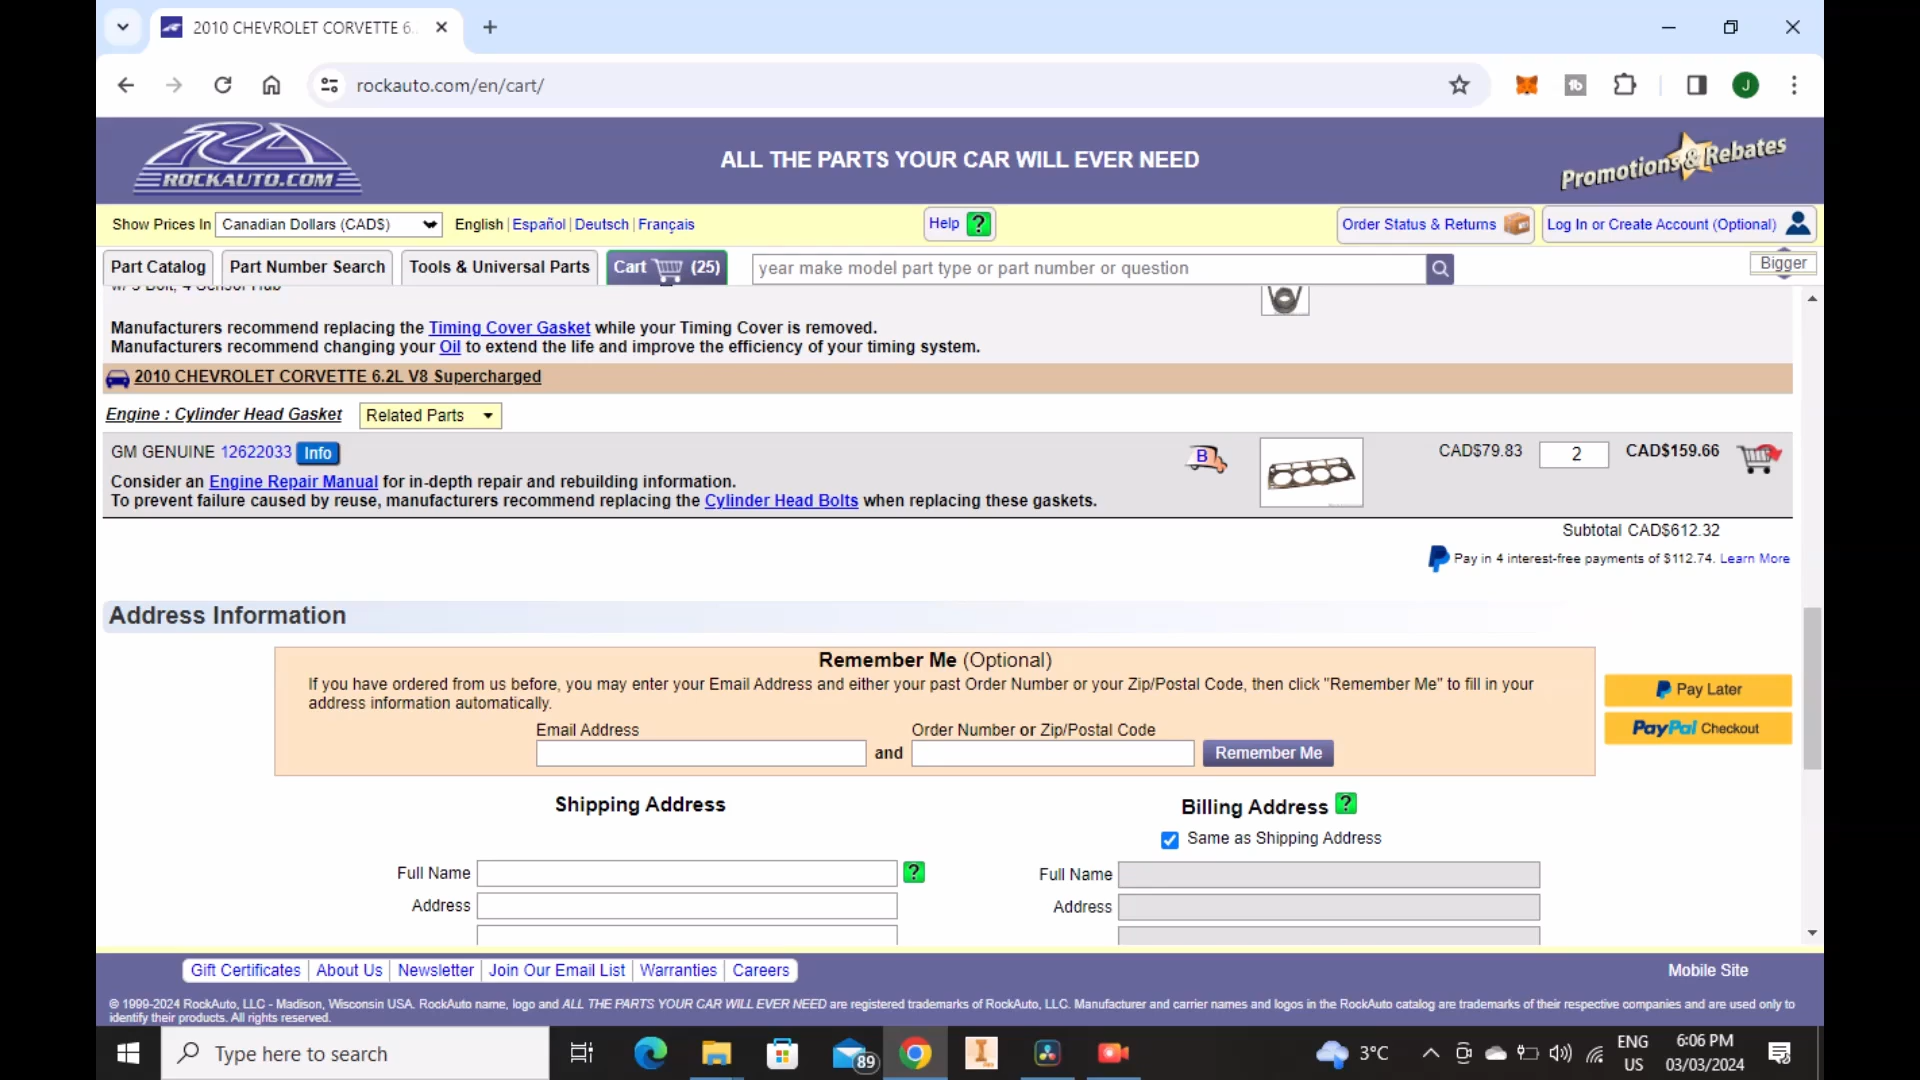 2010 CHEVROLET CORVETTE 6.
rockauto.com/en/cart/
J
RA
ROCKAUTO.COM
ALL THE PARTS YOUR CAR WILL EVER NEED
Promotions & Rebates
Show Prices In Canadian Dollars (CAD$) English | Español | Deutsch | Français Help ? Order Status & Returns Log In or Create Account (Optional)
Part Catalog Part Number Search Tools & Universal Parts Cart (25) year make model part type or part number or question Bigger
w/ 3 Bolt, 4 Sensor Hub
Manufacturers recommend replacing the Timing Cover Gasket while your Timing Cover is removed.
Manufacturers recommend changing your Oil to extend the life and improve the efficiency of your timing system.
2010 CHEVROLET CORVETTE 6.2L V8 Supercharged
Engine : Cylinder Head Gasket Related Parts
GM GENUINE 12622033 Info B CAD$79.83 2 CAD$159.66
Consider an Engine Repair Manual for in-depth repair and rebuilding information.
To prevent failure caused by reuse, manufacturers recommend replacing the Cylinder Head Bolts when replacing these gaskets.
Subtotal CAD$612.32
Pay in 4 interest-free payments of $112.74. Learn More
Address Information
Remember Me (Optional)
If you have ordered from us before, you may enter your Email Address and either your past Order Number or your Zip/Postal Code, then click "Remember Me" to fill in your
address information automatically.
Email Address Order Number or Zip/Postal Code
and Remember Me
Pay Later
PayPal Checkout
Shipping Address Billing Address ?
Same as Shipping Address
Full Name ? Full Name
Address Address
Gift Certificates | About Us | Newsletter | Join Our Email List | Warranties | Careers Mobile Site
© 1999-2024 RockAuto, LLC - Madison, Wisconsin USA. RockAuto name, logo and ALL THE PARTS YOUR CAR WILL EVER NEED are registered trademarks of RockAuto, LLC. Manufacturer and carrier names and logos in the RockAuto catalog are trademarks of their respective companies and are used only to
identify their products. All rights reserved.
Type here to search 89 3°C ENG US 6:06 PM 03/03/2024